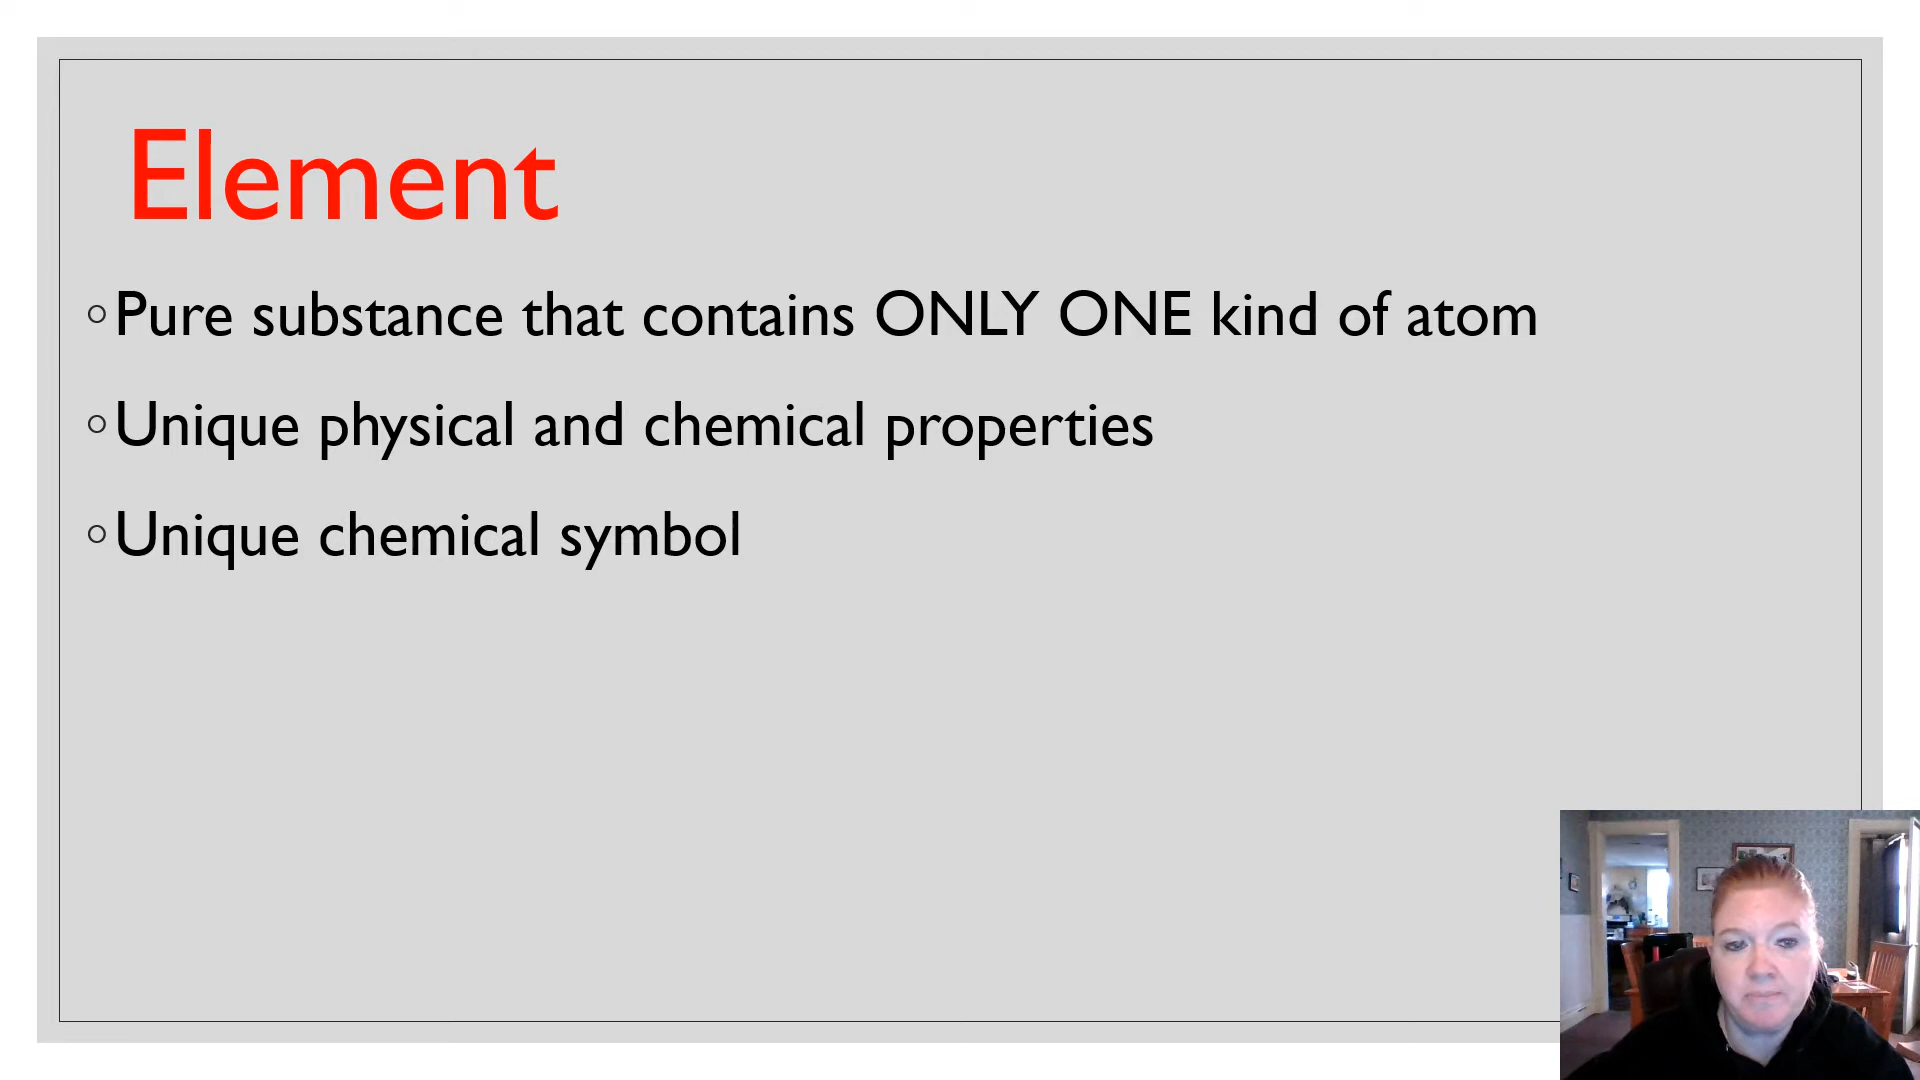 Element
◦Pure substance that contains ONLY ONE kind of atom
◦Unique physical and chemical properties
◦Unique chemical symbol